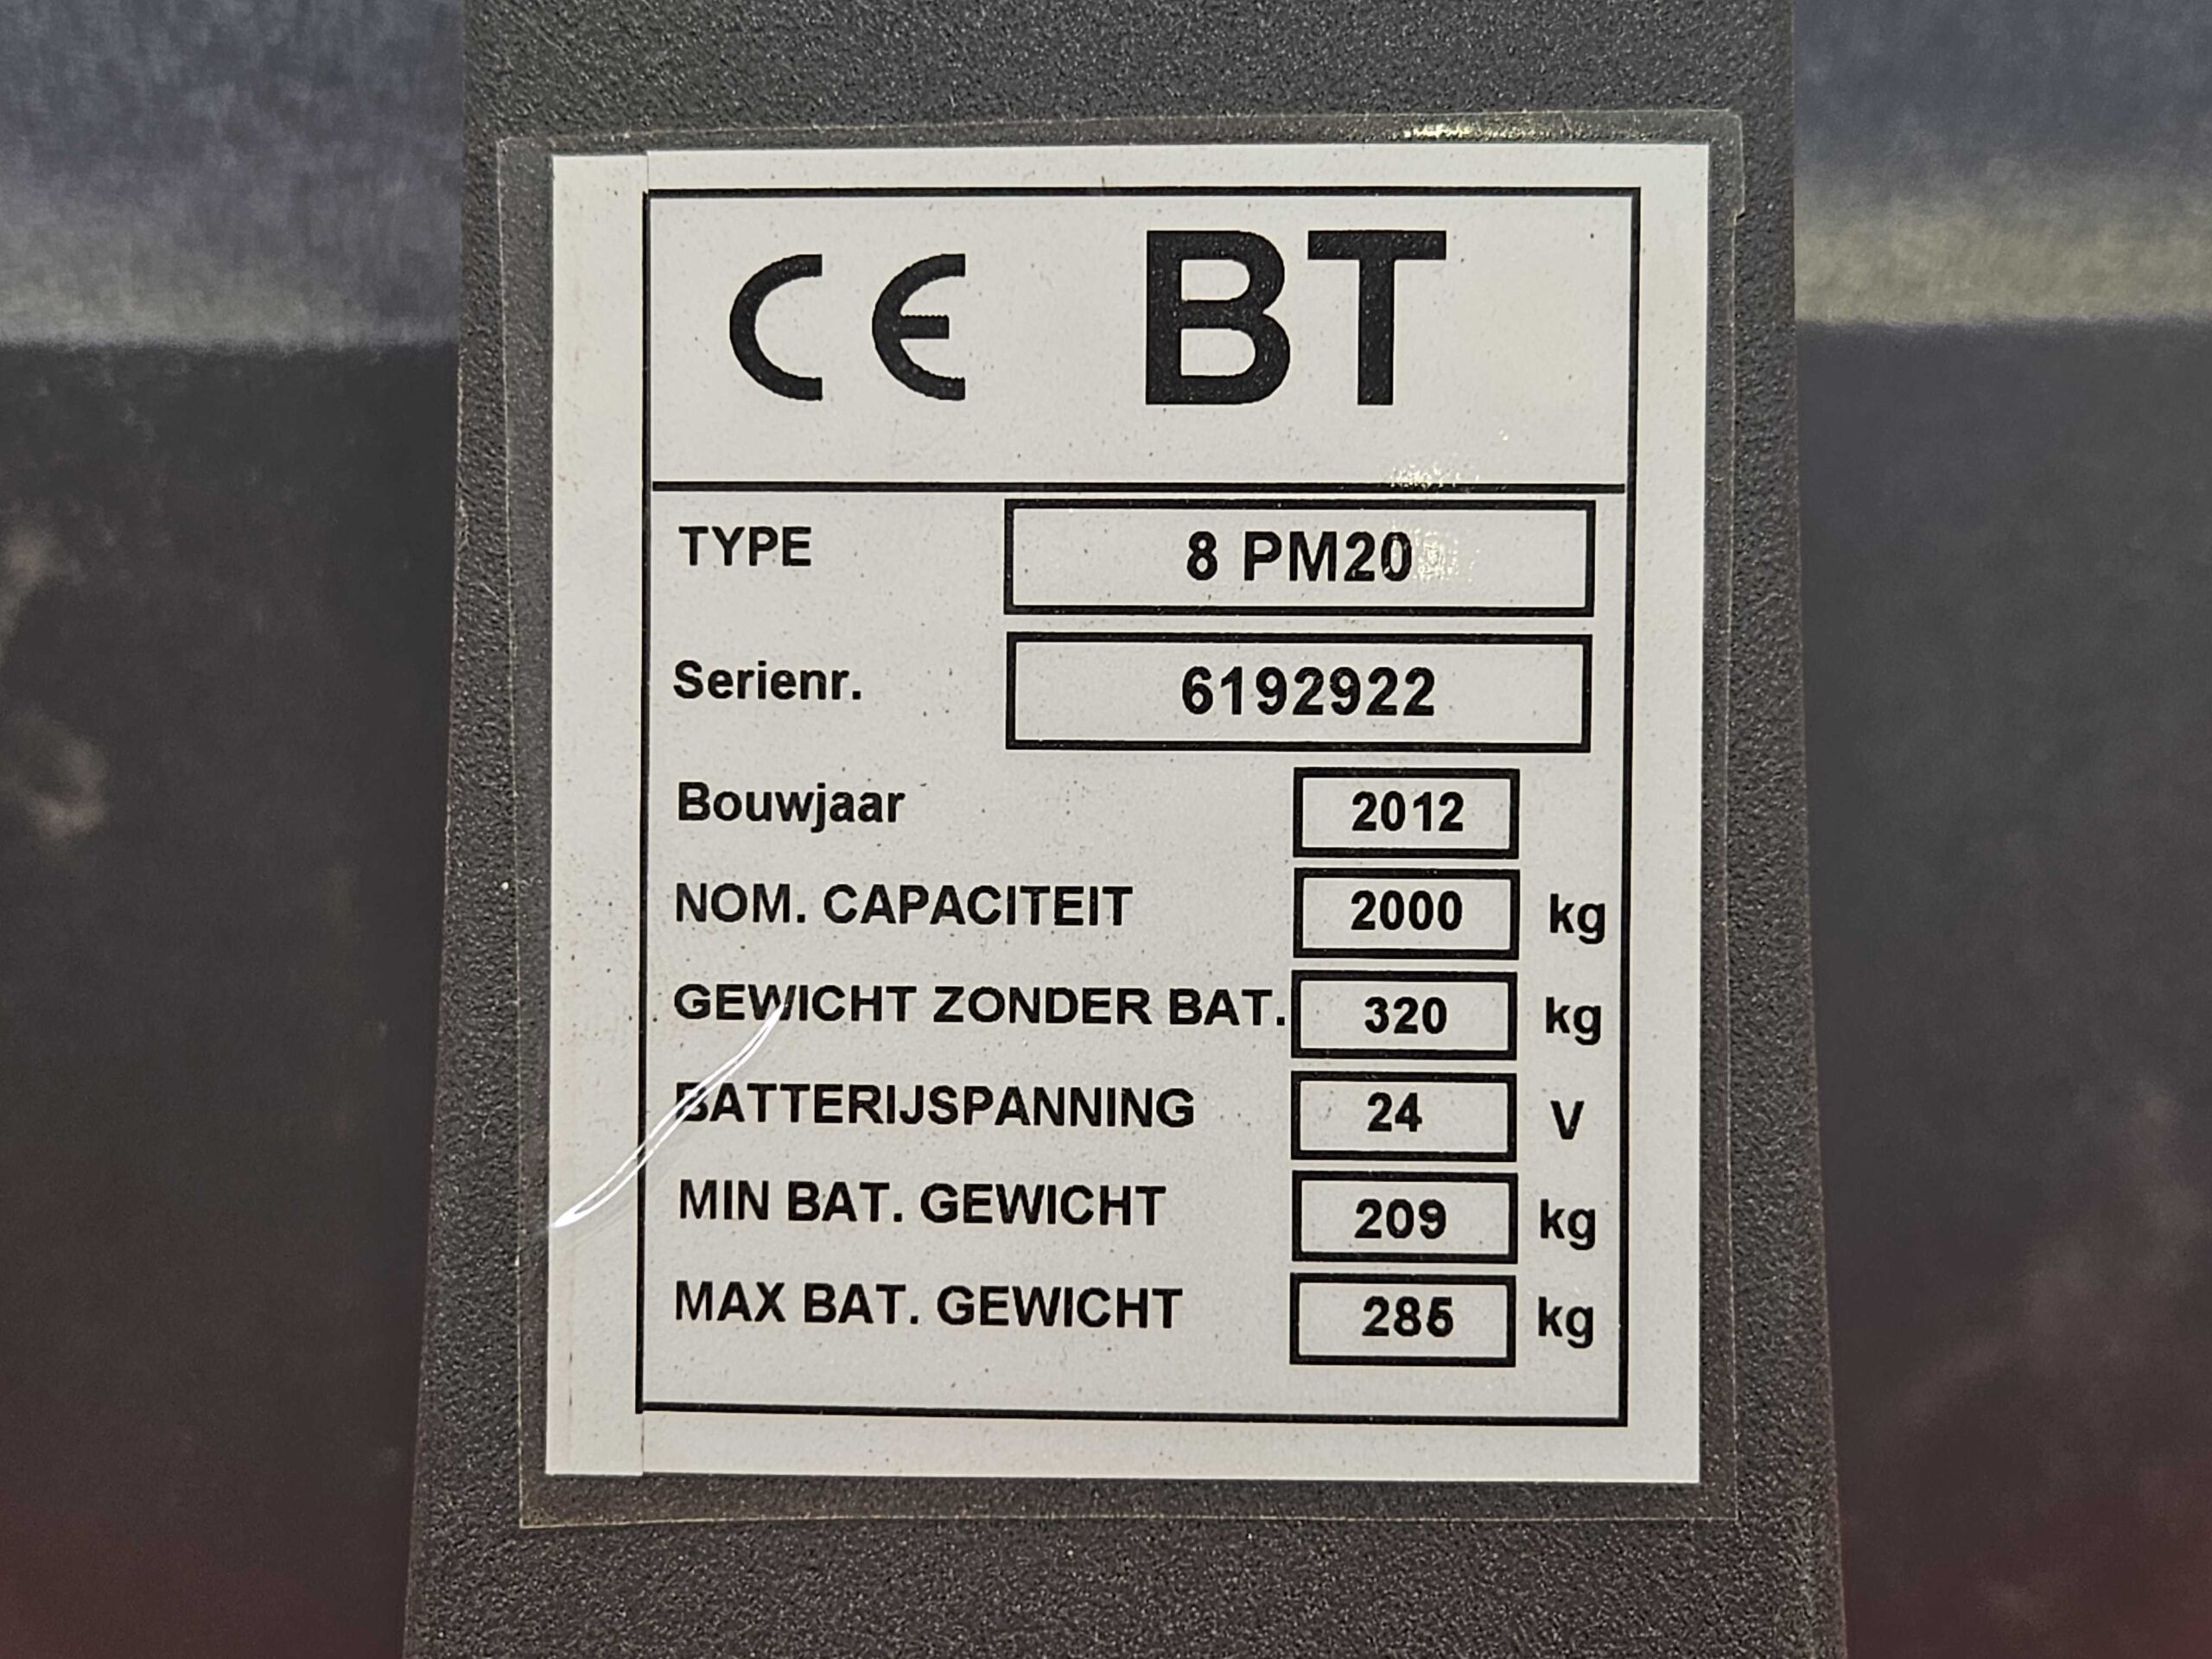 CE BT
TYPE 8 PM20
Serienr. 6192922
Bouwjaar 2012
NOM. CAPACITEIT 2000 kg
GEWICHT ZONDER BAT. 320 kg
BATTERIJSPANNING 24 V
MIN BAT. GEWICHT 209 kg
MAX BAT. GEWICHT 285 kg